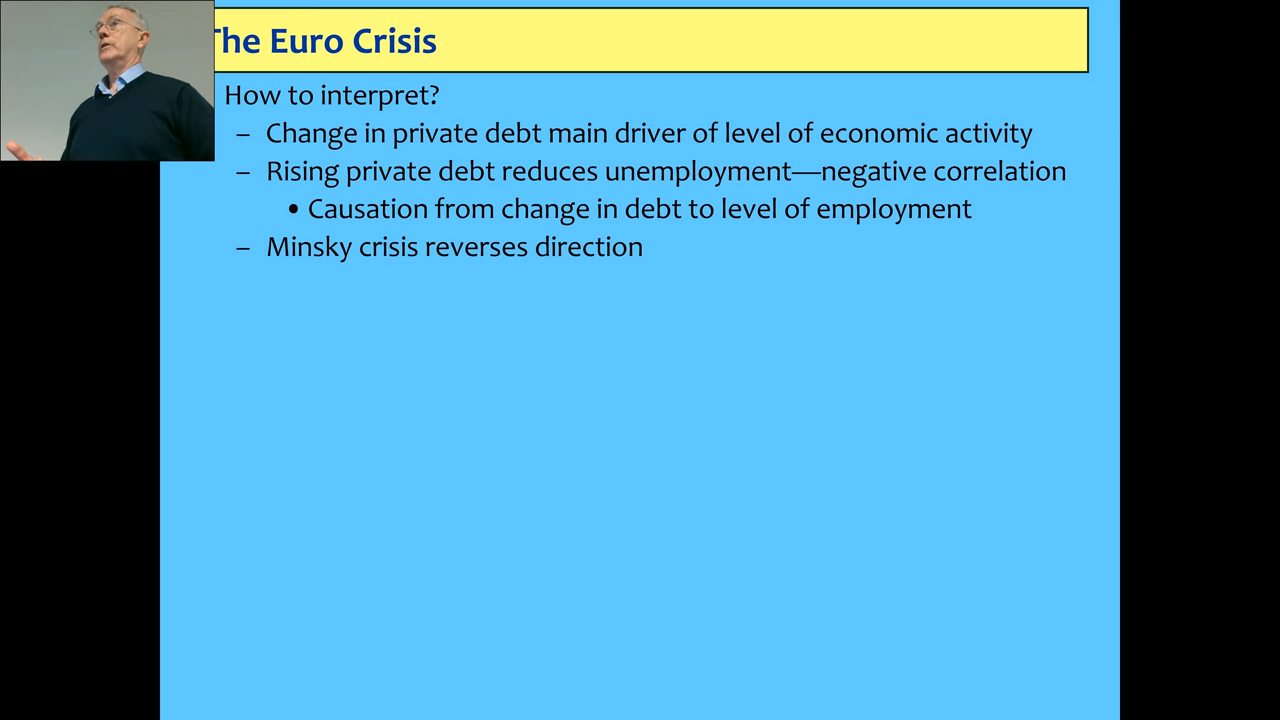 The Euro Crisis
How to interpret?
– Change in private debt main driver of level of economic activity
– Rising private debt reduces unemployment—negative correlation
• Causation from change in debt to level of employment
– Minsky crisis reverses direction